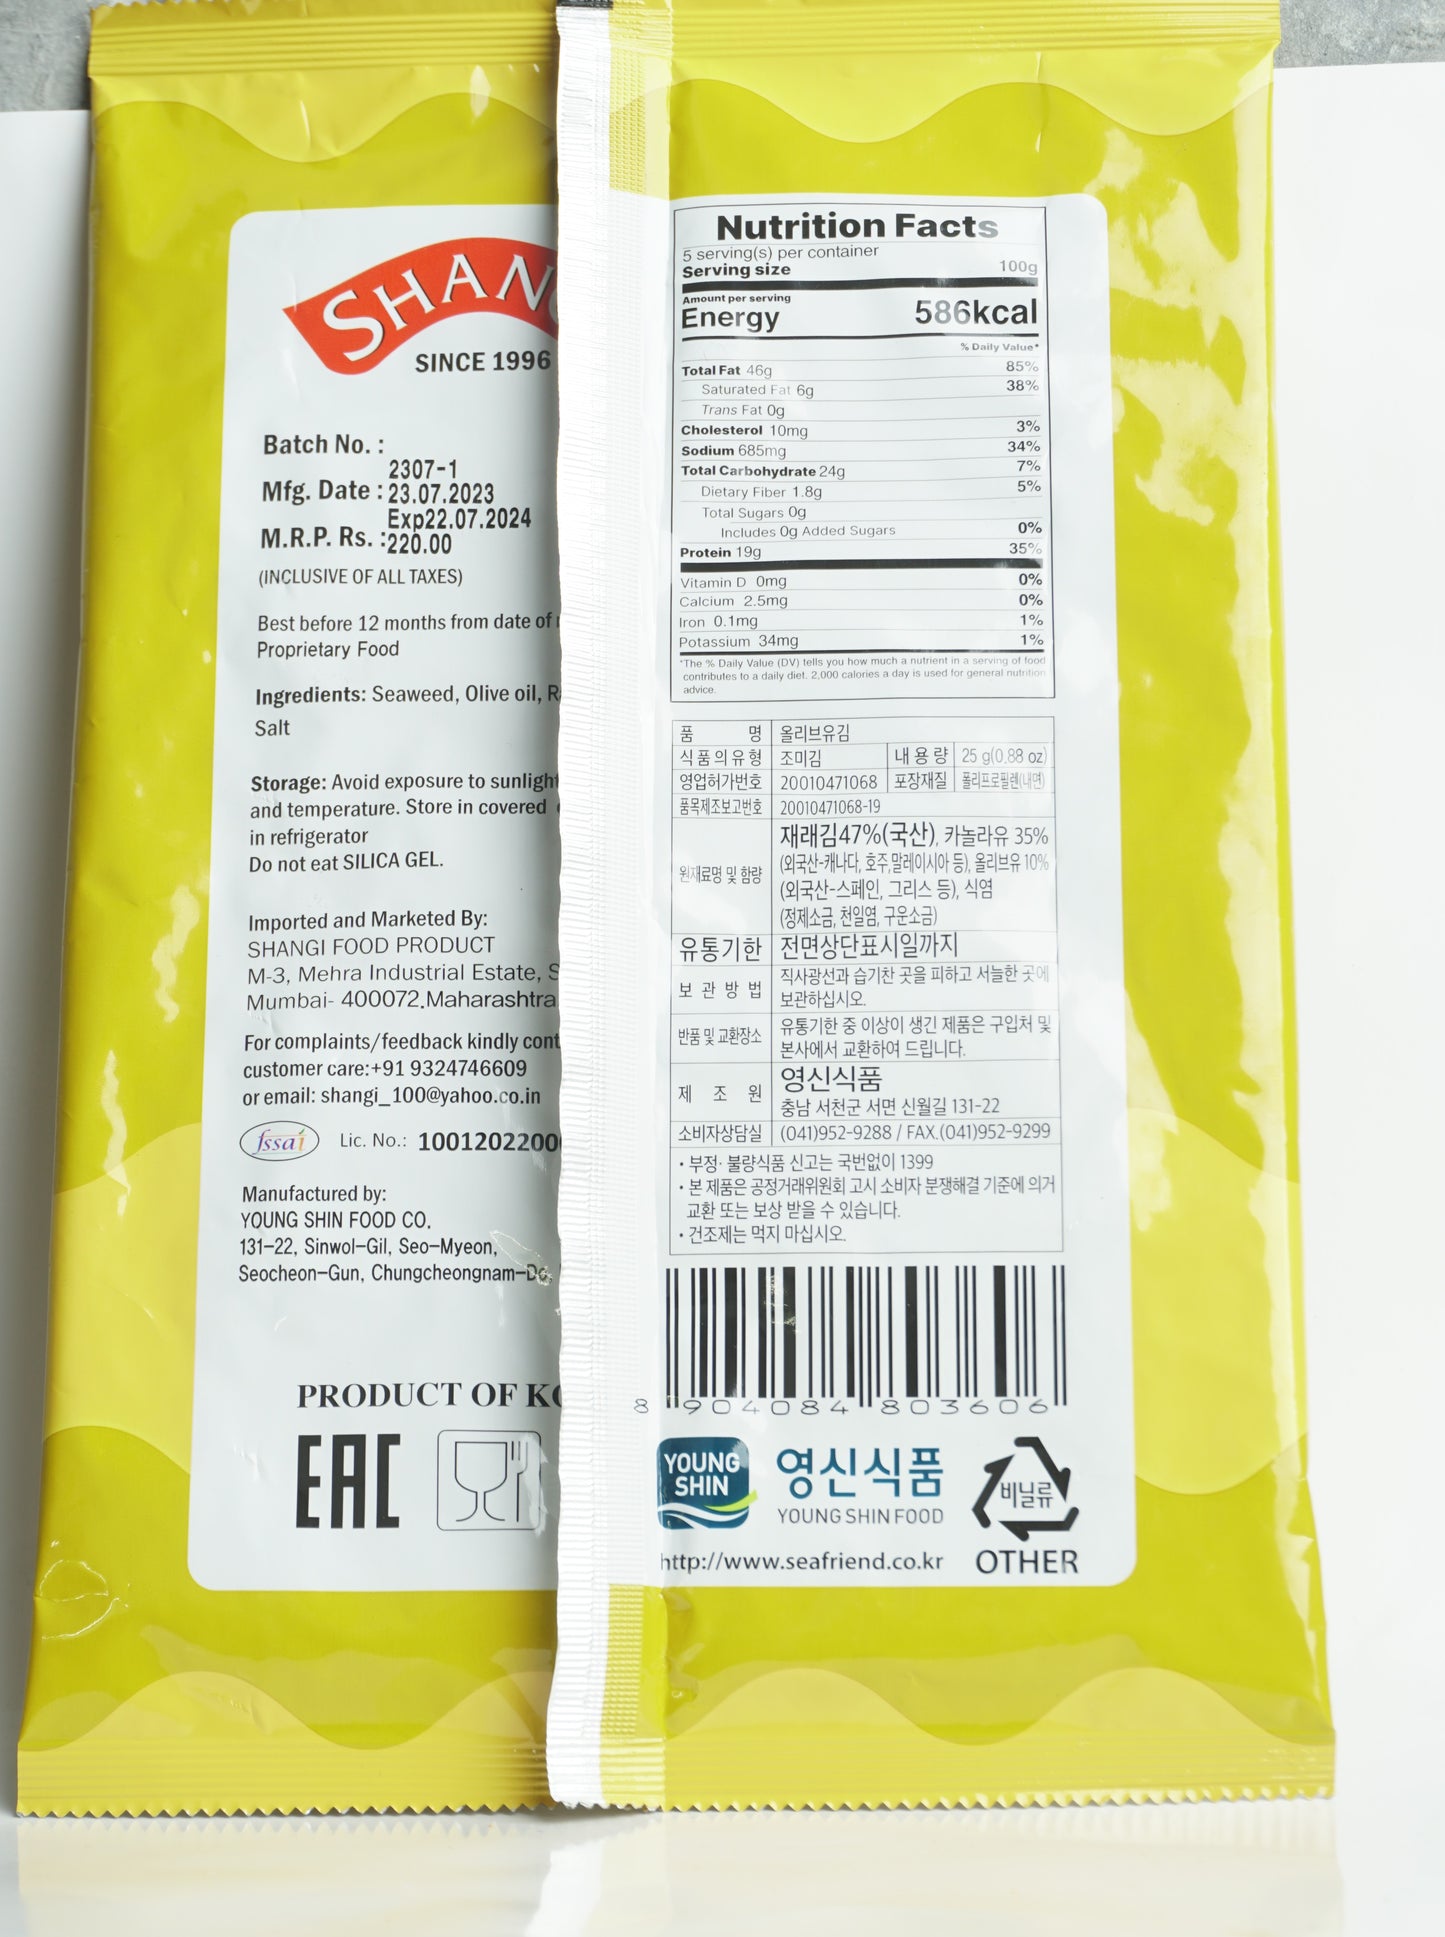 SHANG
SINCE 1996
Batch No. :
2307-1
Mfg. Date : 23.07.2023
Exp22.07.2024
M.R.P. Rs. :220.00
(INCLUSIVE OF ALL TAXES)
Best before 12 months from date of
Proprietary Food
Ingredients: Seaweed, Olive oil,
Salt
Storage: Avoid exposure to sunlight
and temperature. Store in covered
in refrigerator
Do not eat SILICA GEL.
Imported and Marketed By:
SHANGI FOOD PRODUCT
M-3, Mehra Industrial Estate,
Mumbai- 400072,Maharashtra
For complaints/feedback kindly cont
customer care:+91 9324746609
or email: shangi_100@yahoo.co.in
fssai Lic. No.: 1001202200
Manufactured by:
YOUNG SHIN FOOD CO.
131-22, Sinwol-Gil, Seo-Myeon,
Seocheon-Gun, Chungcheongnam-Do,
PRODUCT OF KO
EAC
Nutrition Facts
5 serving(s) per container
Serving size 100g
Amount per serving
Energy 586kcal
% Daily Value*
Total Fat 46g 85%
Saturated Fat 6g 38%
Trans Fat 0g
Cholesterol 10mg 3%
Sodium 685mg 34%
Total Carbohydrate 24g 7%
Dietary Fiber 1.8g 5%
Total Sugars 0g
Includes 0g Added Sugars 0%
Protein 19g 35%
Vitamin D 0mg 0%
Calcium 2.5mg 0%
Iron 0.1mg 1%
Potassium 34mg 1%
*The % Daily Value (DV) tells you how much a nutrient in a serving of food
contributes to a daily diet. 2,000 calories a day is used for general nutrition
advice.
품 명 올리브유김
식품의유형 조미김 내용량 25 g(0.88 oz)
영업허가번호 20010471068 포장재질 폴리프로필렌(내면)
품목제조보고번호 20010471068-19
원재료명 및 함량 재래김47%(국산), 카놀라유 35%
(외국산-캐나다, 호주,말레이시아 등), 올리브유 10%
(외국산-스페인, 그리스 등), 식염
(정제소금, 천일염, 구운소금)
유통기한 전면상단표시일까지
보관방법 직사광선과 습기찬 곳을 피하고 서늘한 곳에
보관하십시오.
반품 및 교환장소 유통기한 중 이상이 생긴 제품은 구입처 및
본사에서 교환하여 드립니다.
제 조 원 영신식품
충남 서천군 서면 신월길 131-22
소비자상담실 (041)952-9288 / FAX.(041)952-9299
• 부정· 불량식품 신고는 국번없이 1399
• 본 제품은 공정거래위원회 고시 소비자 분쟁해결 기준에 의거
교환 또는 보상 받을 수 있습니다.
• 건조제는 먹지 마십시오.
8 904084 803606
YOUNG
SHIN
영신식품
YOUNG SHIN FOOD
비닐류
http://www.seafriend.co.kr
OTHER